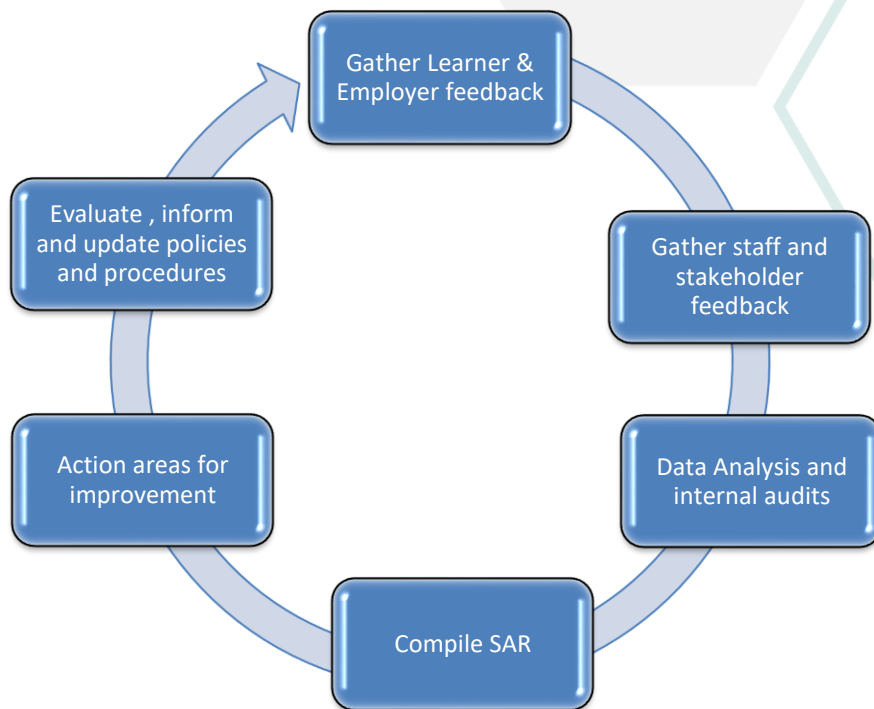 Gather Learner &
Employer feedback
Gather staff and
stakeholder
feedback
Data Analysis and
internal audits
Compile SAR
Action areas for
improvement
Evaluate , inform
and update policies
and procedures